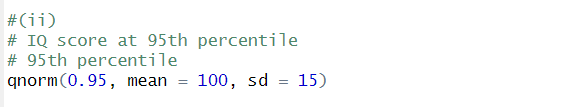 #(ii)
# IQ score at 95th percentile
# 95th percentile
qnorm(0.95, mean = 100, sd = 15)